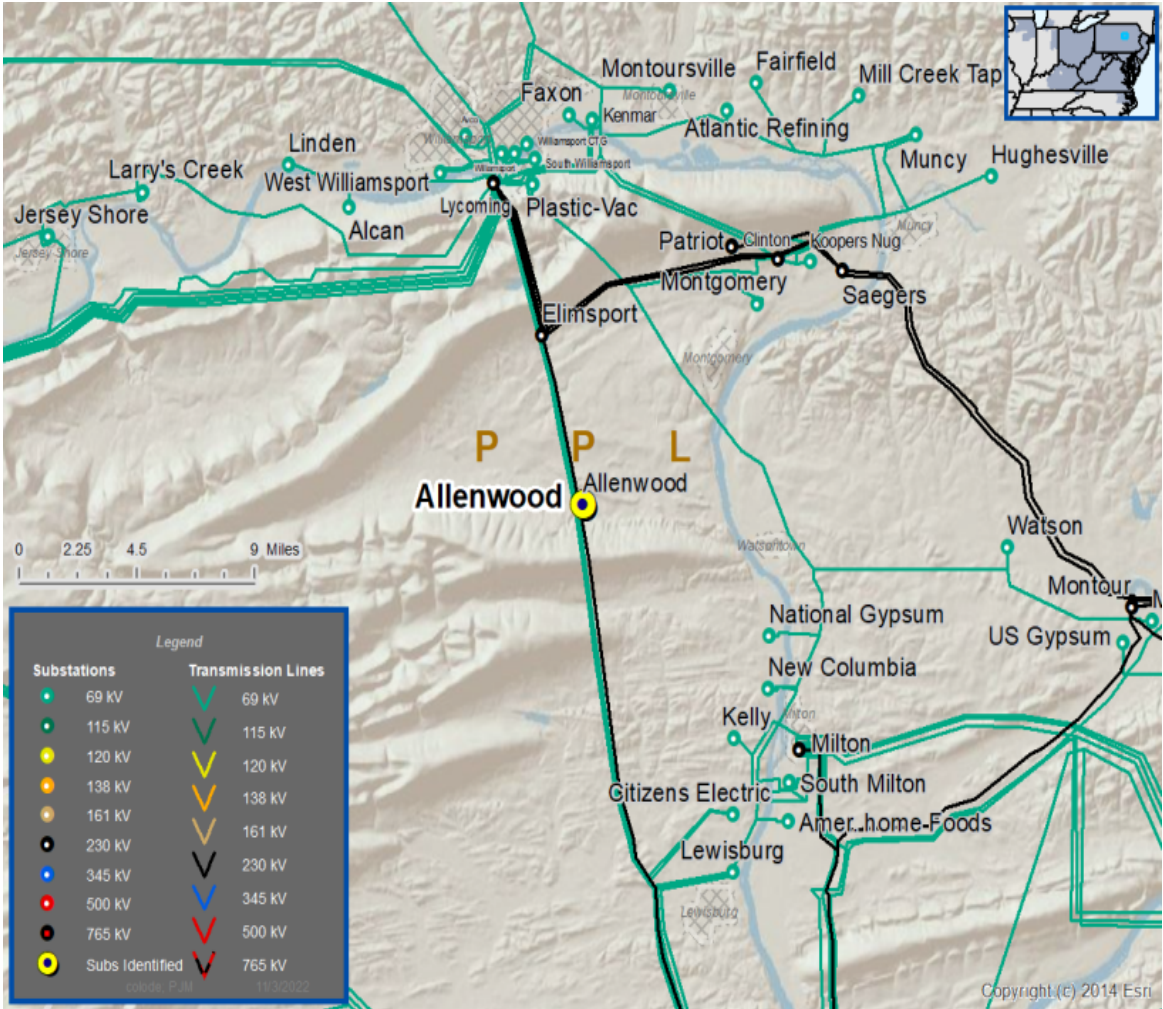 Montoursville
Fairfield
Mill Creek Tap
Faxon
Montoursville
Kenmar
Atlantic Refining
Linden
Williamsport CTG
Muncy
Hughesville
Larry's Creek
West Williamsport
Williamsport
South Williamsport
Jersey Shore
Lycoming
Plastic-Vac
Alcan
Jersey Shore
Muncy
Patriot
Clinton
Koopers Nug
Montgomery
Saegers
Elimsport
Montgomery
P P L
Allenwood
Allenwood
Watson
Watsontown
0 2.25 4.5 9 Miles
Montour
M
National Gypsum
US Gypsum
New Columbia
Kelly
Milton
Milton
Citizens Electric
South Milton
Amer..home-Foods
Lewisburg
Lewisburg
Legend
Substations Transmission Lines
69 kV 69 kV
115 kV 115 kV
120 kV 120 kV
138 kV 138 kV
161 kV 161 kV
230 kV 230 kV
345 kV 345 kV
500 kV 500 kV
765 kV 765 kV
Subs Identified
11/3/2022
Copyright:(c) 2014 Esri